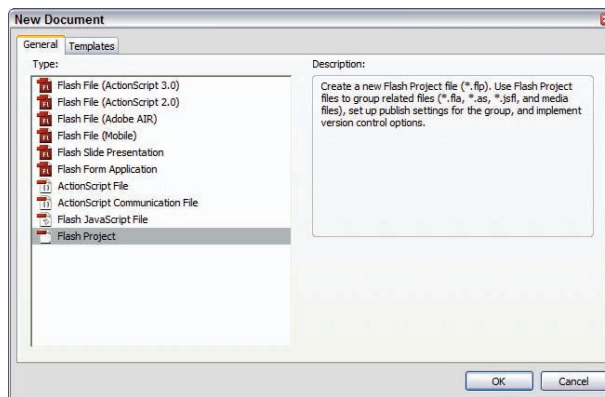 New Document
General
Templates
Type:
Flash File (ActionScript 3.0)
Flash File (ActionScript 2.0)
Flash File (Adobe AIR)
Flash File (Mobile)
Flash Slide Presentation
Flash Form Application
ActionScript File
ActionScript Communication File
Flash JavaScript File
Flash Project
Description:
Create a new Flash Project file (*.flp). Use Flash Project
files to group related files (*.fla, *.as, *.jsfl, and media
files), set up publish settings for the group, and implement
version control options.
OK
Cancel